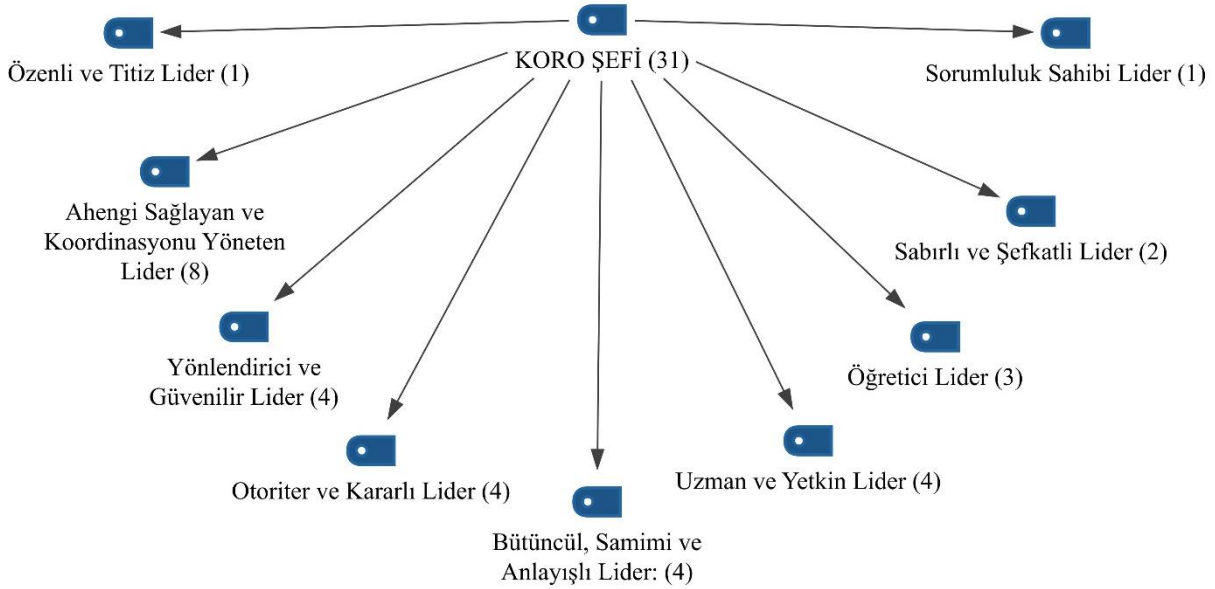 KORO ŞEFİ (31)
Özenli ve Titiz Lider (1)
Sorumluluk Sahibi Lider (1)
Ahengi Sağlayan ve
Koordinasyonu Yöneten
Lider (8)
Sabırlı ve Şefkatli Lider (2)
Yönlendirici ve
Güvenilir Lider (4)
Öğretici Lider (3)
Otoriter ve Kararlı Lider (4)
Uzman ve Yetkin Lider (4)
Bütüncül, Samimi ve
Anlayışlı Lider: (4)